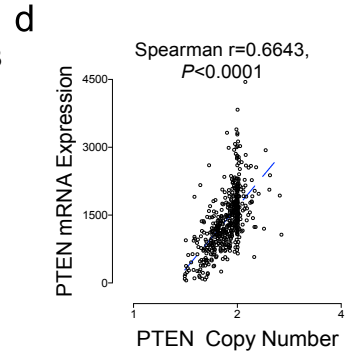 d
Spearman r=0.6643,
P<0.0001
PTEN mRNA Expression
4500
3000
1500
0
1 2 4
PTEN Copy Number